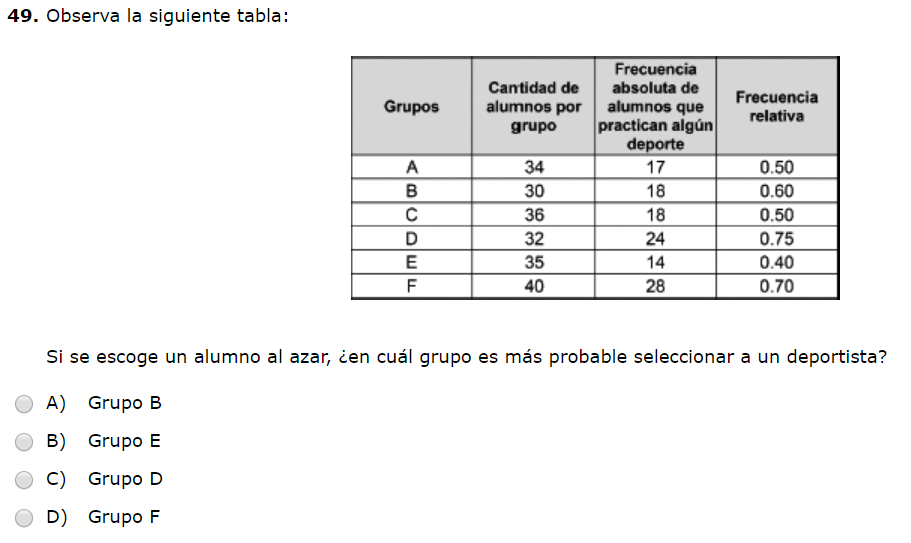 49. Observa la siguiente tabla:
Grupos | Cantidad de alumnos por grupo | Frecuencia absoluta de alumnos que practican algún deporte | Frecuencia relativa
A | 34 | 17 | 0.50
B | 30 | 18 | 0.60
C | 36 | 18 | 0.50
D | 32 | 24 | 0.75
E | 35 | 14 | 0.40
F | 40 | 28 | 0.70
Si se escoge un alumno al azar, ¿en cuál grupo es más probable seleccionar a un deportista?
A) Grupo B
B) Grupo E
C) Grupo D
D) Grupo F